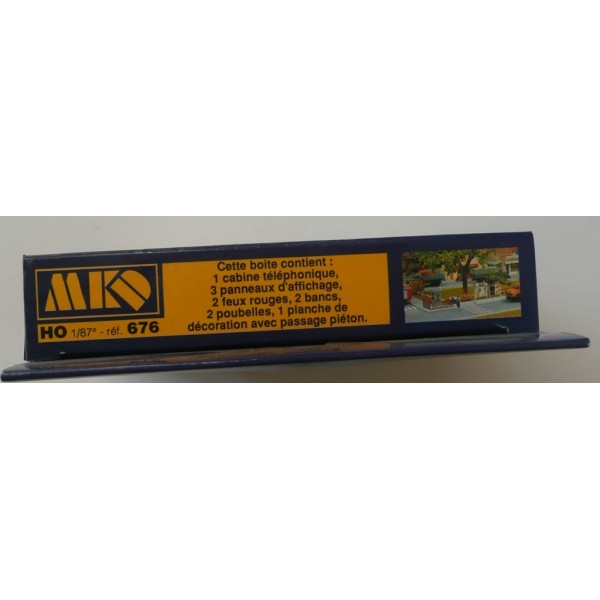 MKD
HO 1/87° - réf. 676
Cette boite contient :
1 cabine téléphonique,
3 panneaux d'affichage,
2 feux rouges, 2 bancs,
2 poubelles, 1 planche de
décoration avec passage piéton.